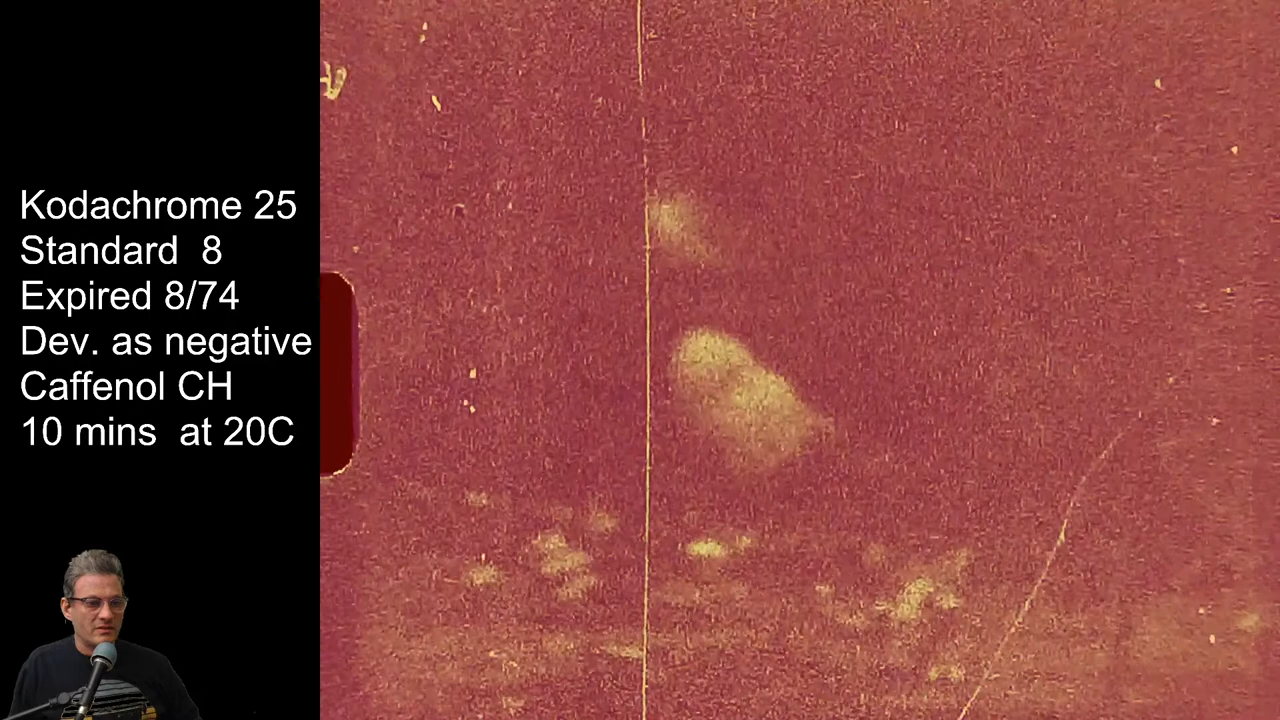 Kodachrome 25
Standard  8
Expired 8/74
Dev. as negative
Caffenol CH
10 mins  at 20C